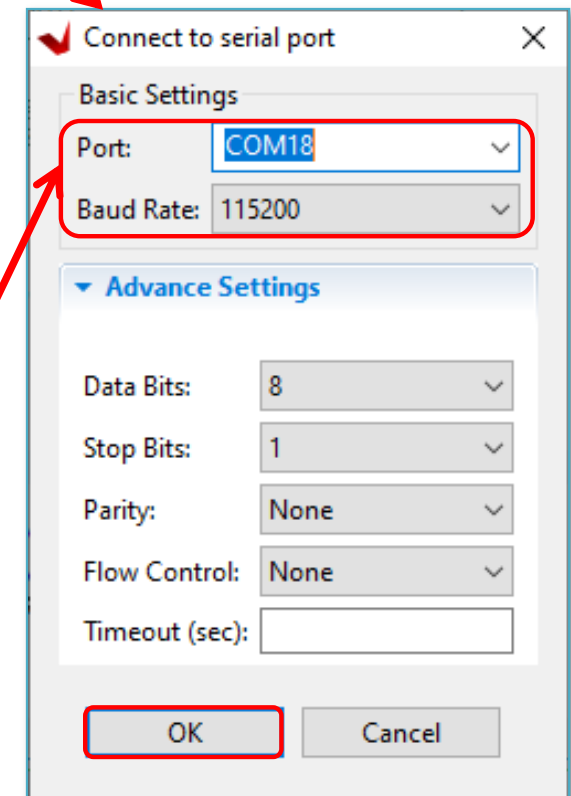 Connect to serial port
Basic Settings
Port: COM18
Baud Rate: 115200
Advance Settings
Data Bits: 8
Stop Bits: 1
Parity: None
Flow Control: None
Timeout (sec):
OK Cancel